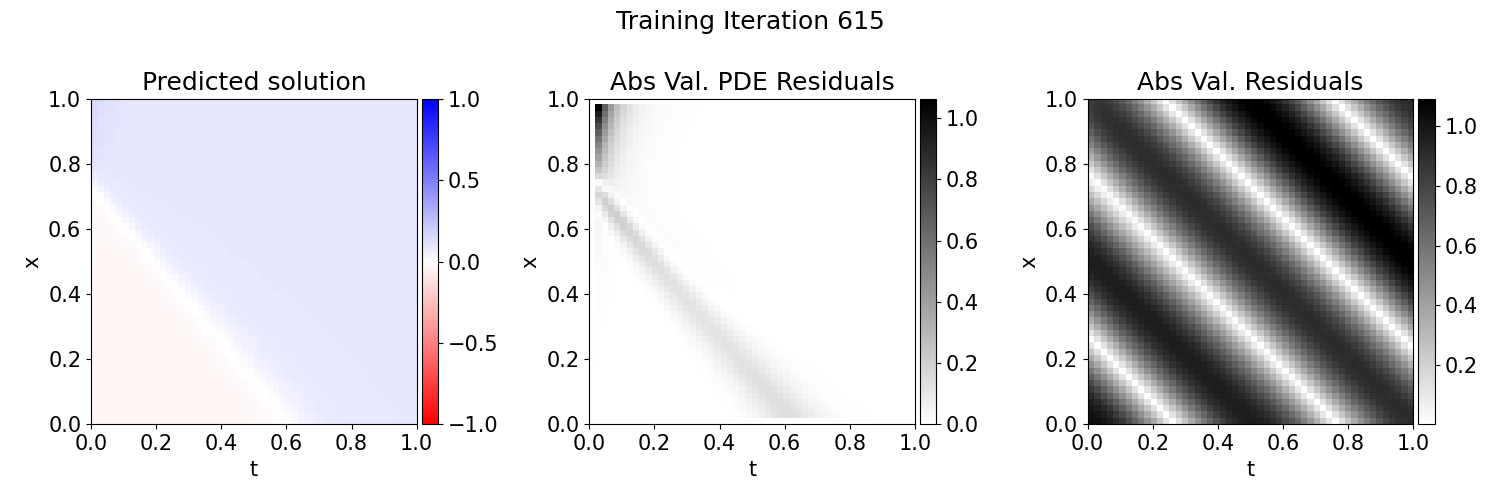 Training Iteration 615
Predicted solution
1.0
0.8
0.6
0.4
0.2
0.0
x
0.0 0.2 0.4 0.6 0.8 1.0
t
1.0
0.5
0.0
−0.5
−1.0
Abs Val. PDE Residuals
1.0
0.8
0.6
0.4
0.2
0.0
x
0.0 0.2 0.4 0.6 0.8 1.0
t
1.0
0.8
0.6
0.4
0.2
0.0
Abs Val. Residuals
1.0
0.8
0.6
0.4
0.2
0.0
x
0.0 0.2 0.4 0.6 0.8 1.0
t
1.0
0.8
0.6
0.4
0.2